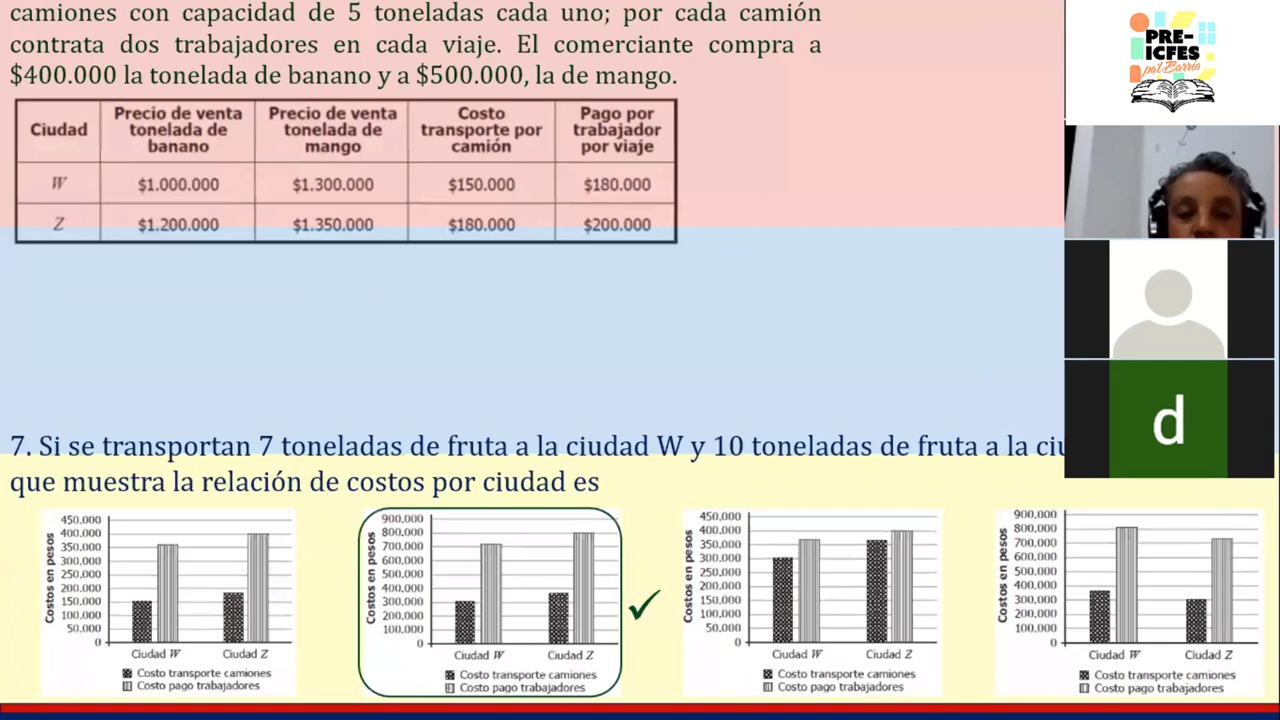 camiones con capacidad de 5 toneladas cada uno; por cada camión
contrata dos trabajadores en cada viaje. El comerciante compra a
$400.000 la tonelada de banano y a $500.000, la de mango.
PRE-
ICFES
pal Barrio
Ciudad
Precio de venta tonelada de banano
Precio de venta tonelada de mango
Costo transporte por camión
Pago por trabajador por viaje
W $1.000.000 $1.300.000 $150.000 $180.000
Z $1.200.000 $1.350.000 $180.000 $200.000
d
7. Si se transportan 7 toneladas de fruta a la ciudad W y 10 toneladas de fruta a la ciu
que muestra la relación de costos por ciudad es
Costos en pesos
450.000
400.000
350.000
300.000
250.000
200.000
150.000
100.000
50.000
0
Ciudad W Ciudad Z
Costo transporte camiones
Costo pago trabajadores
Costos en pesos
900.000
800.000
700.000
600.000
500.000
400.000
300.000
200.000
100.000
0
Ciudad W Ciudad Z
Costo transporte camiones
Costo pago trabajadores
Costos en pesos
450.000
400.000
350.000
300.000
250.000
200.000
150.000
100.000
50.000
0
Ciudad W Ciudad Z
Costo transporte camiones
Costo pago trabajadores
Costos en pesos
900.000
800.000
700.000
600.000
500.000
400.000
300.000
200.000
100.000
0
Ciudad W Ciudad Z
Costo transporte camiones
Costo pago trabajadores